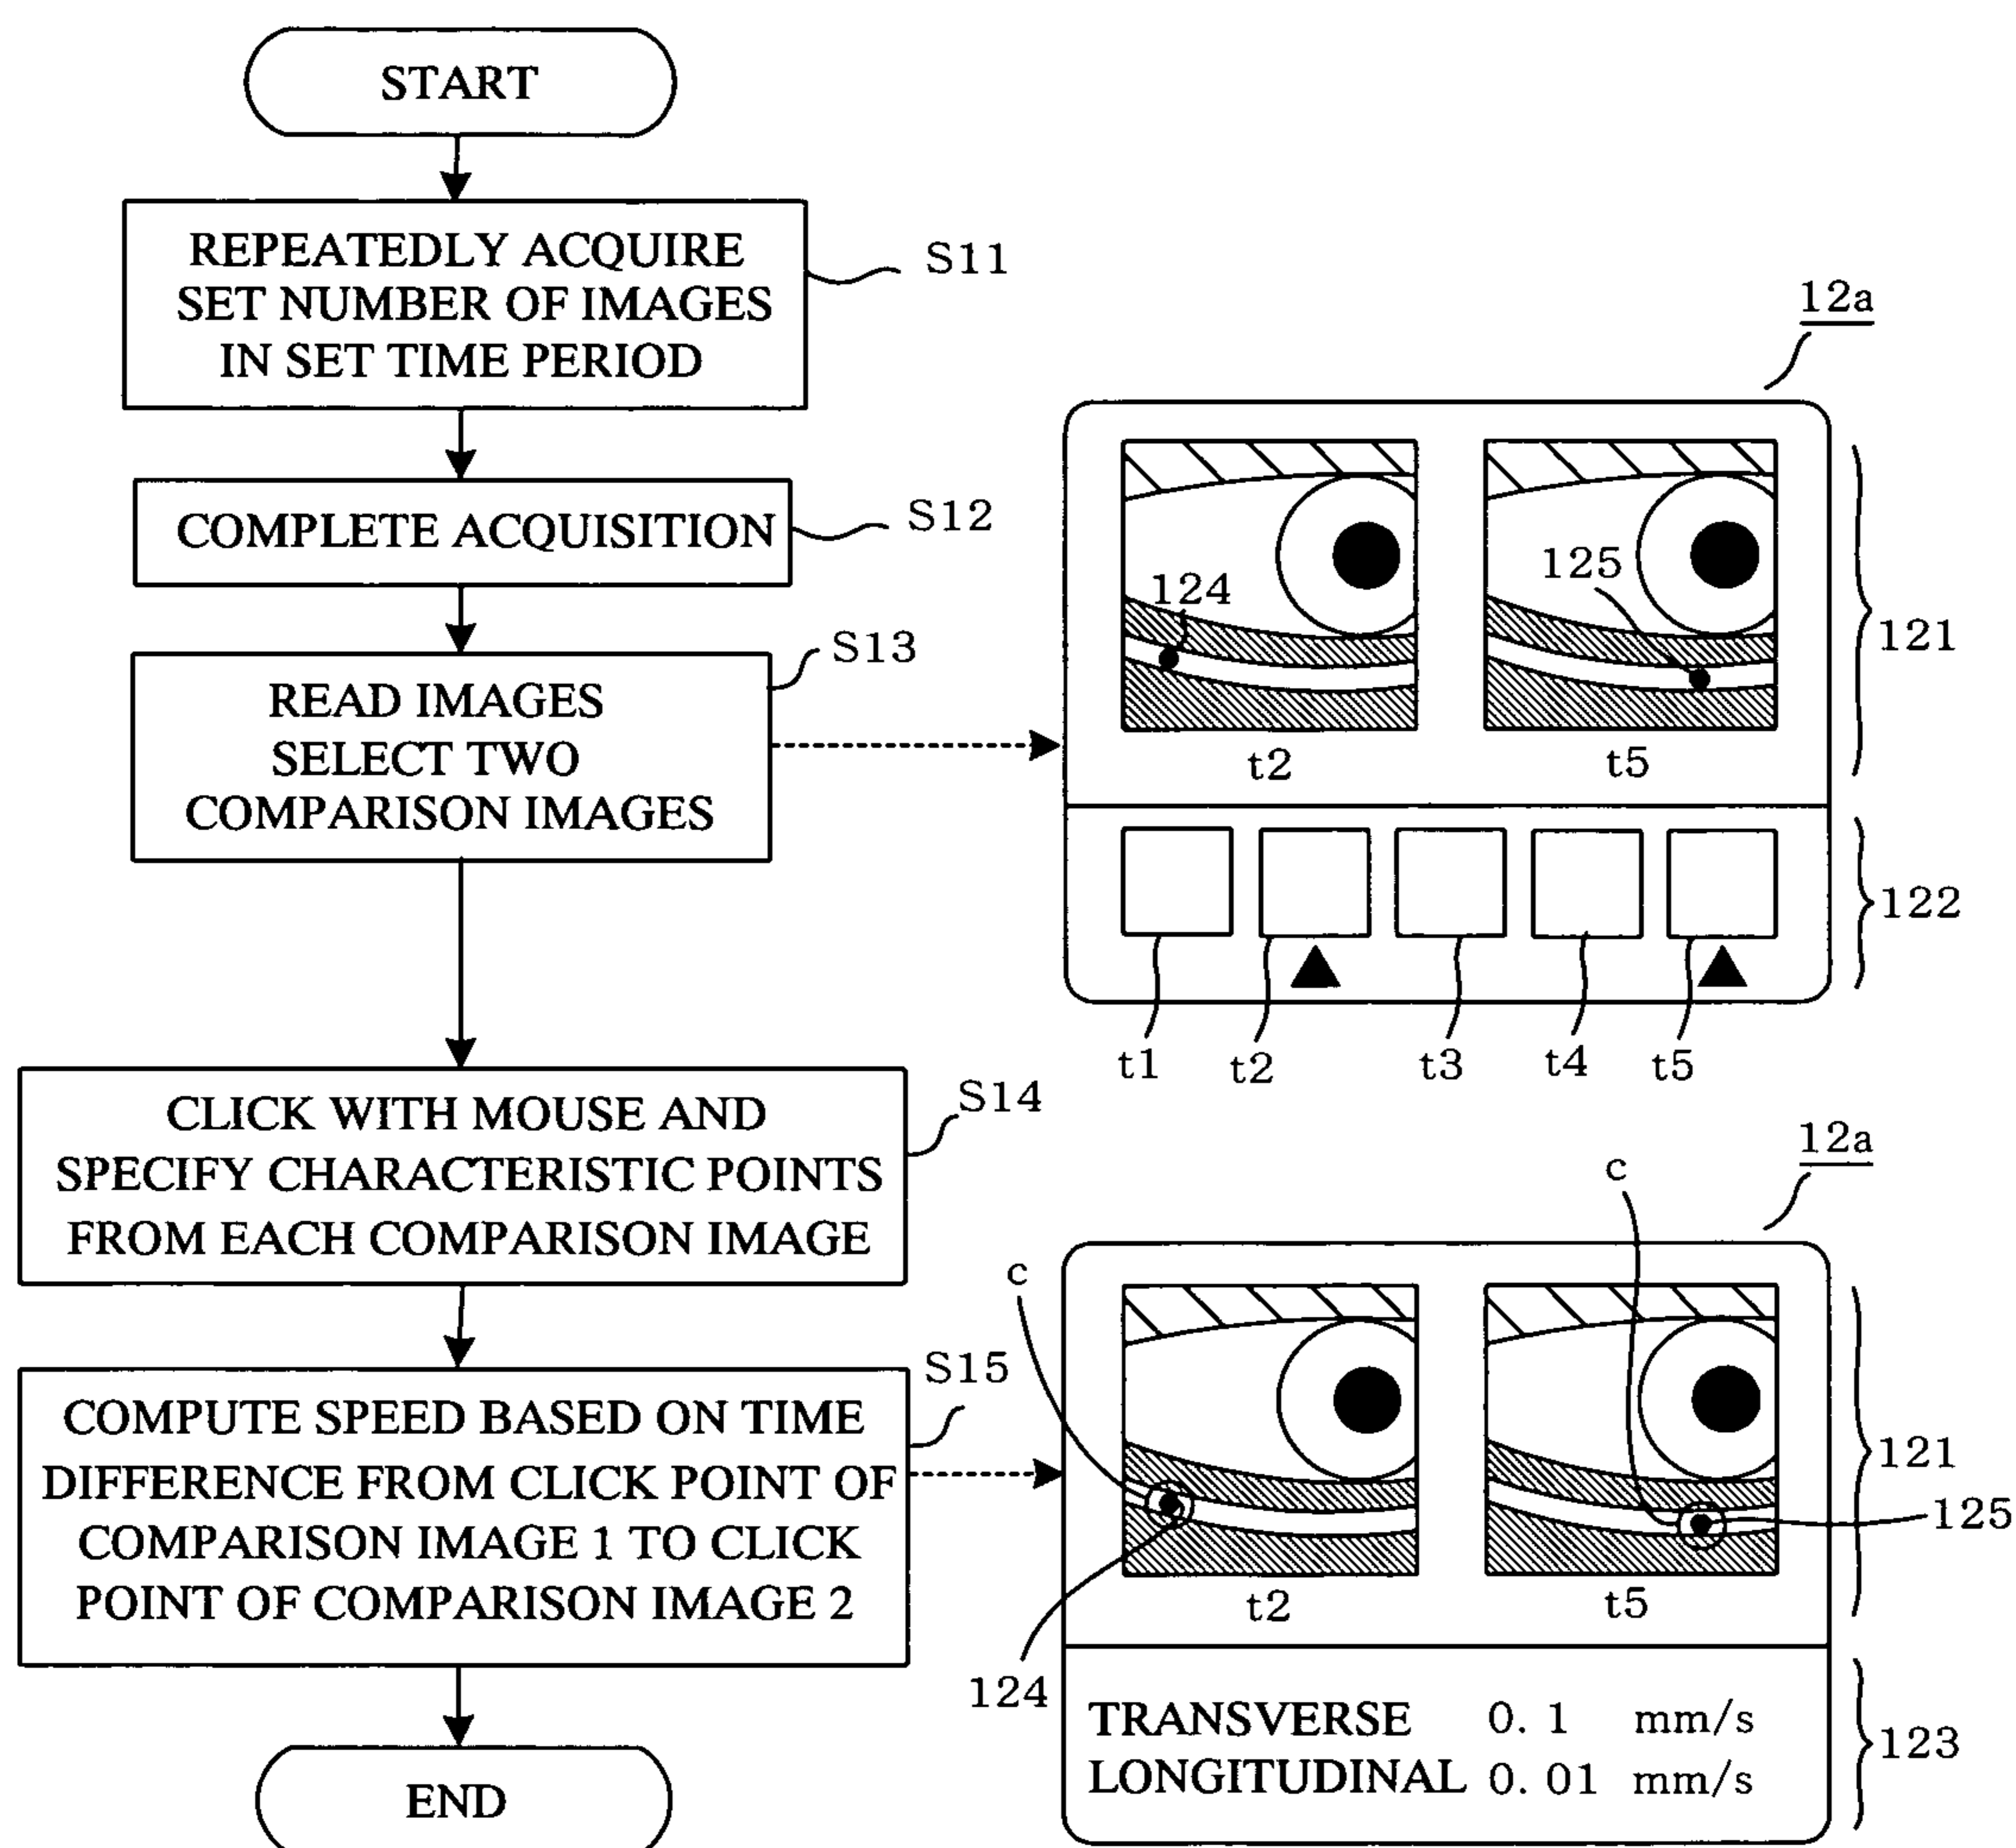 START
REPEATEDLY ACQUIRE
SET NUMBER OF IMAGES
IN SET TIME PERIOD
S11
COMPLETE ACQUISITION
S12
READ IMAGES
SELECT TWO
COMPARISON IMAGES
S13
12a
124
125
t2
t5
121
122
t1
t2
t3
t4
t5
CLICK WITH MOUSE AND
SPECIFY CHARACTERISTIC POINTS
FROM EACH COMPARISON IMAGE
S14
COMPUTE SPEED BASED ON TIME
DIFFERENCE FROM CLICK POINT OF
COMPARISON IMAGE 1 TO CLICK
POINT OF COMPARISON IMAGE 2
S15
12a
c
c
121
125
t2
t5
124
TRANSVERSE 0.1 mm/s
LONGITUDINAL 0.01 mm/s
123
END